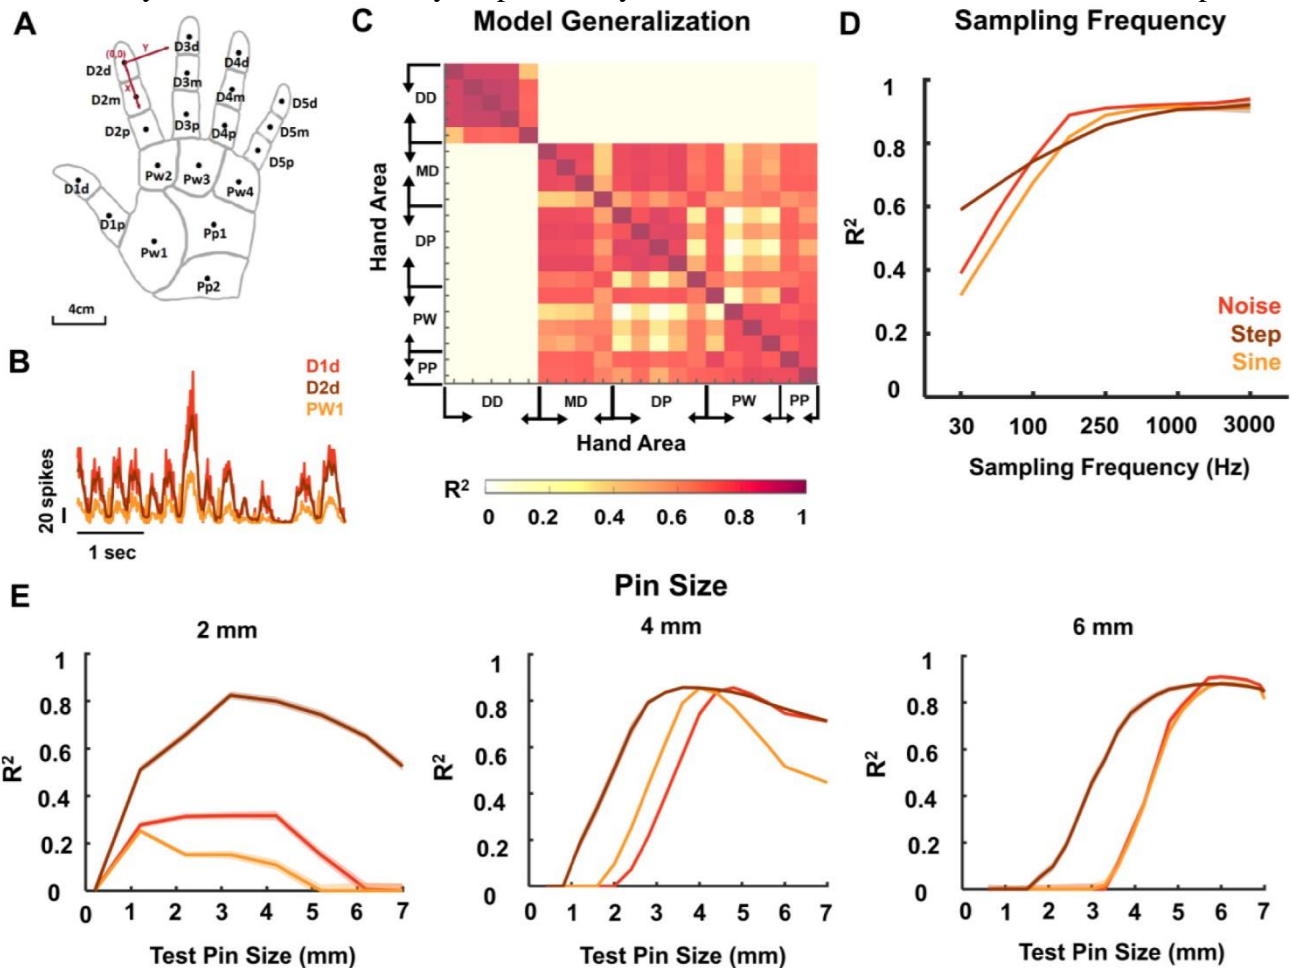 A
D2d
(0,0)
Y
X
D3d
D4d
D2m
D3m
D4m
D5d
D2p
D3p
D4p
D5m
D5p
Pw2
Pw3
Pw4
D1d
D1p
Pw1
Pp1
Pp2
4cm
B
D1d
D2d
PW1
20 spikes
1 sec
C
Model Generalization
Hand Area
DD
MD
DP
PW
PP
DD
MD
DP
PW
PP
Hand Area
R²
0
0.2
0.4
0.6
0.8
1
D
Sampling Frequency
1
0.8
0.6
0.4
0.2
0
R²
Noise
Step
Sine
30
100
250
1000
3000
Sampling Frequency (Hz)
E
Pin Size
2 mm
1
0.8
0.6
0.4
0.2
0
R²
0 1 2 3 4 5 6 7
Test Pin Size (mm)
4 mm
1
0.8
0.6
0.4
0.2
0
R²
0 1 2 3 4 5 6 7
Test Pin Size (mm)
6 mm
1
0.8
0.6
0.4
0.2
0
R²
0 1 2 3 4 5 6 7
Test Pin Size (mm)